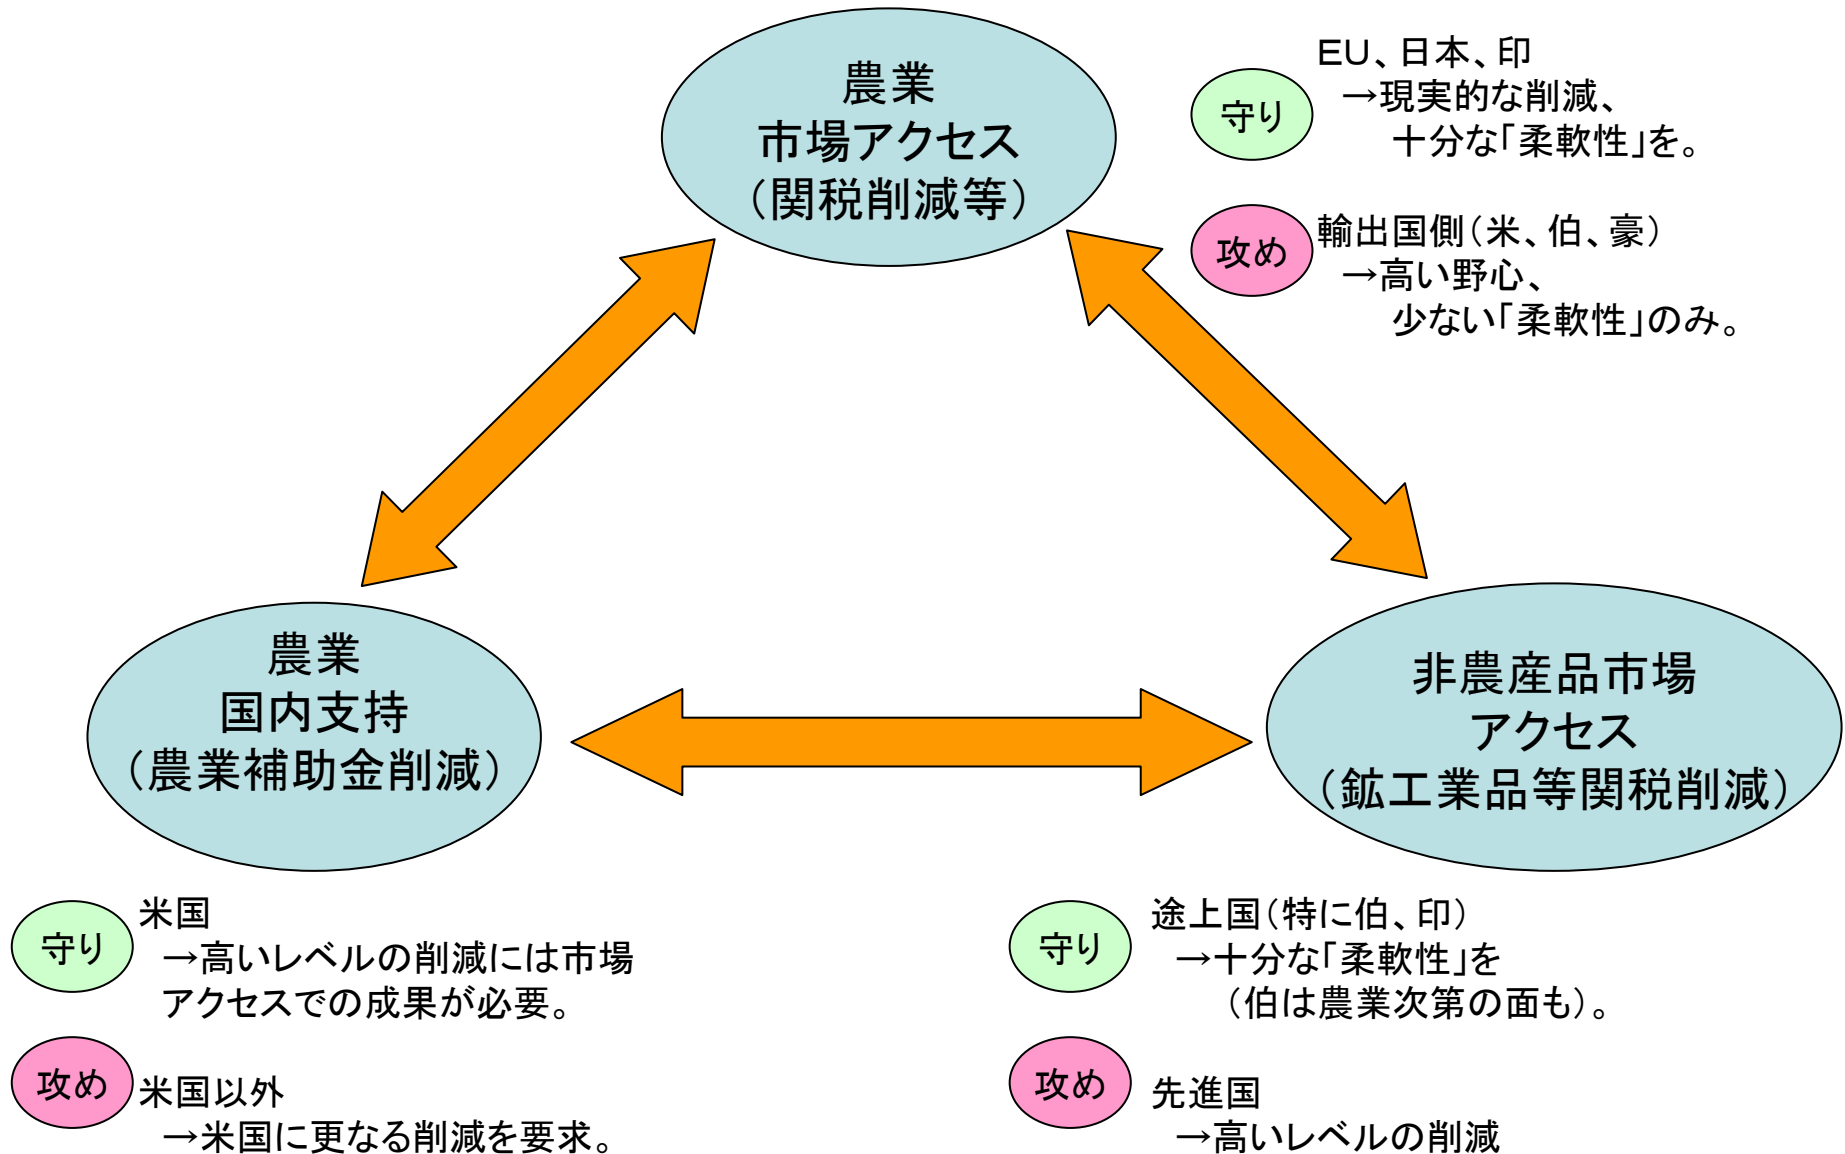 農業
市場アクセス
（関税削減等）
守り
ＥＵ、日本、印
→現実的な削減、
十分な「柔軟性」を。
攻め
輸出国側（米、伯、豪）
→高い野心、
少ない「柔軟性」のみ。
農業
国内支持
（農業補助金削減）
非農産品市場
アクセス
（鉱工業品等関税削減）
守り
米国
→高いレベルの削減には市場
アクセスでの成果が必要。
攻め
米国以外
→米国に更なる削減を要求。
守り
途上国（特に伯、印）
→十分な「柔軟性」を
（伯は農業次第の面も）。
攻め
先進国
→高いレベルの削減